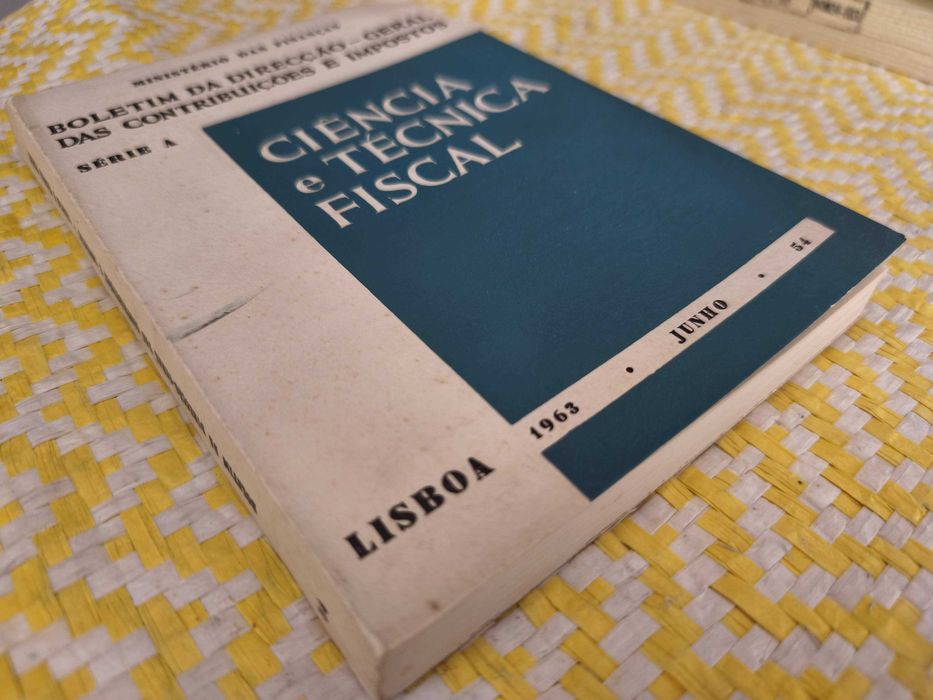 MINISTÉRIO DAS FINANÇAS
BOLETIM DA DIRECÇÃO-GERAL
DAS CONTRIBUIÇÕES E IMPOSTOS
SÉRIE A
CIÊNCIA
e TÉCNICA
FISCAL
1963 • JUNHO • 54
LISBOA